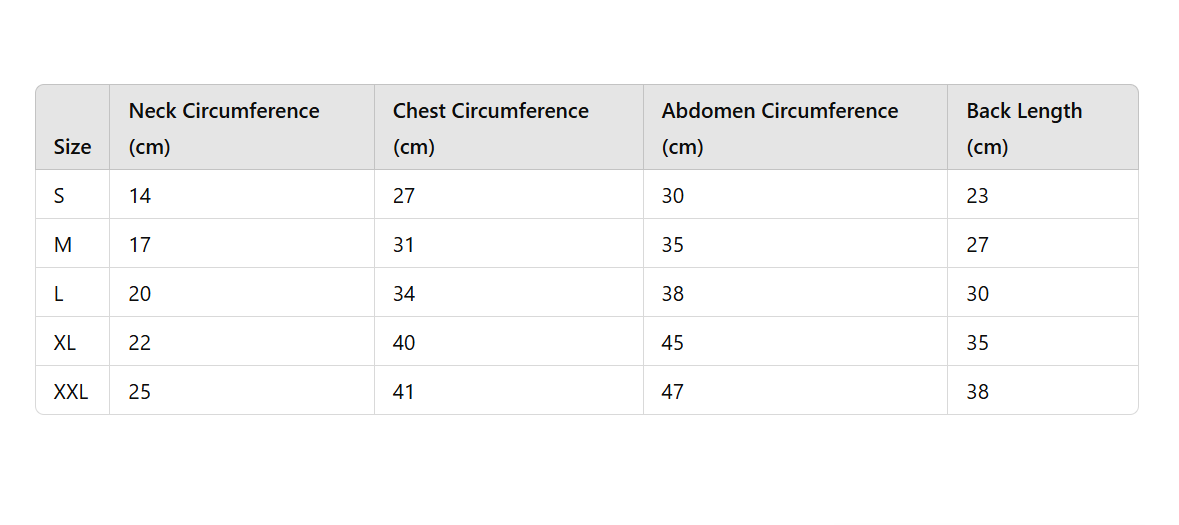 Size Neck Circumference (cm) Chest Circumference (cm) Abdomen Circumference (cm) Back Length (cm)
S 14 27 30 23
M 17 31 35 27
L 20 34 38 30
XL 22 40 45 35
XXL 25 41 47 38